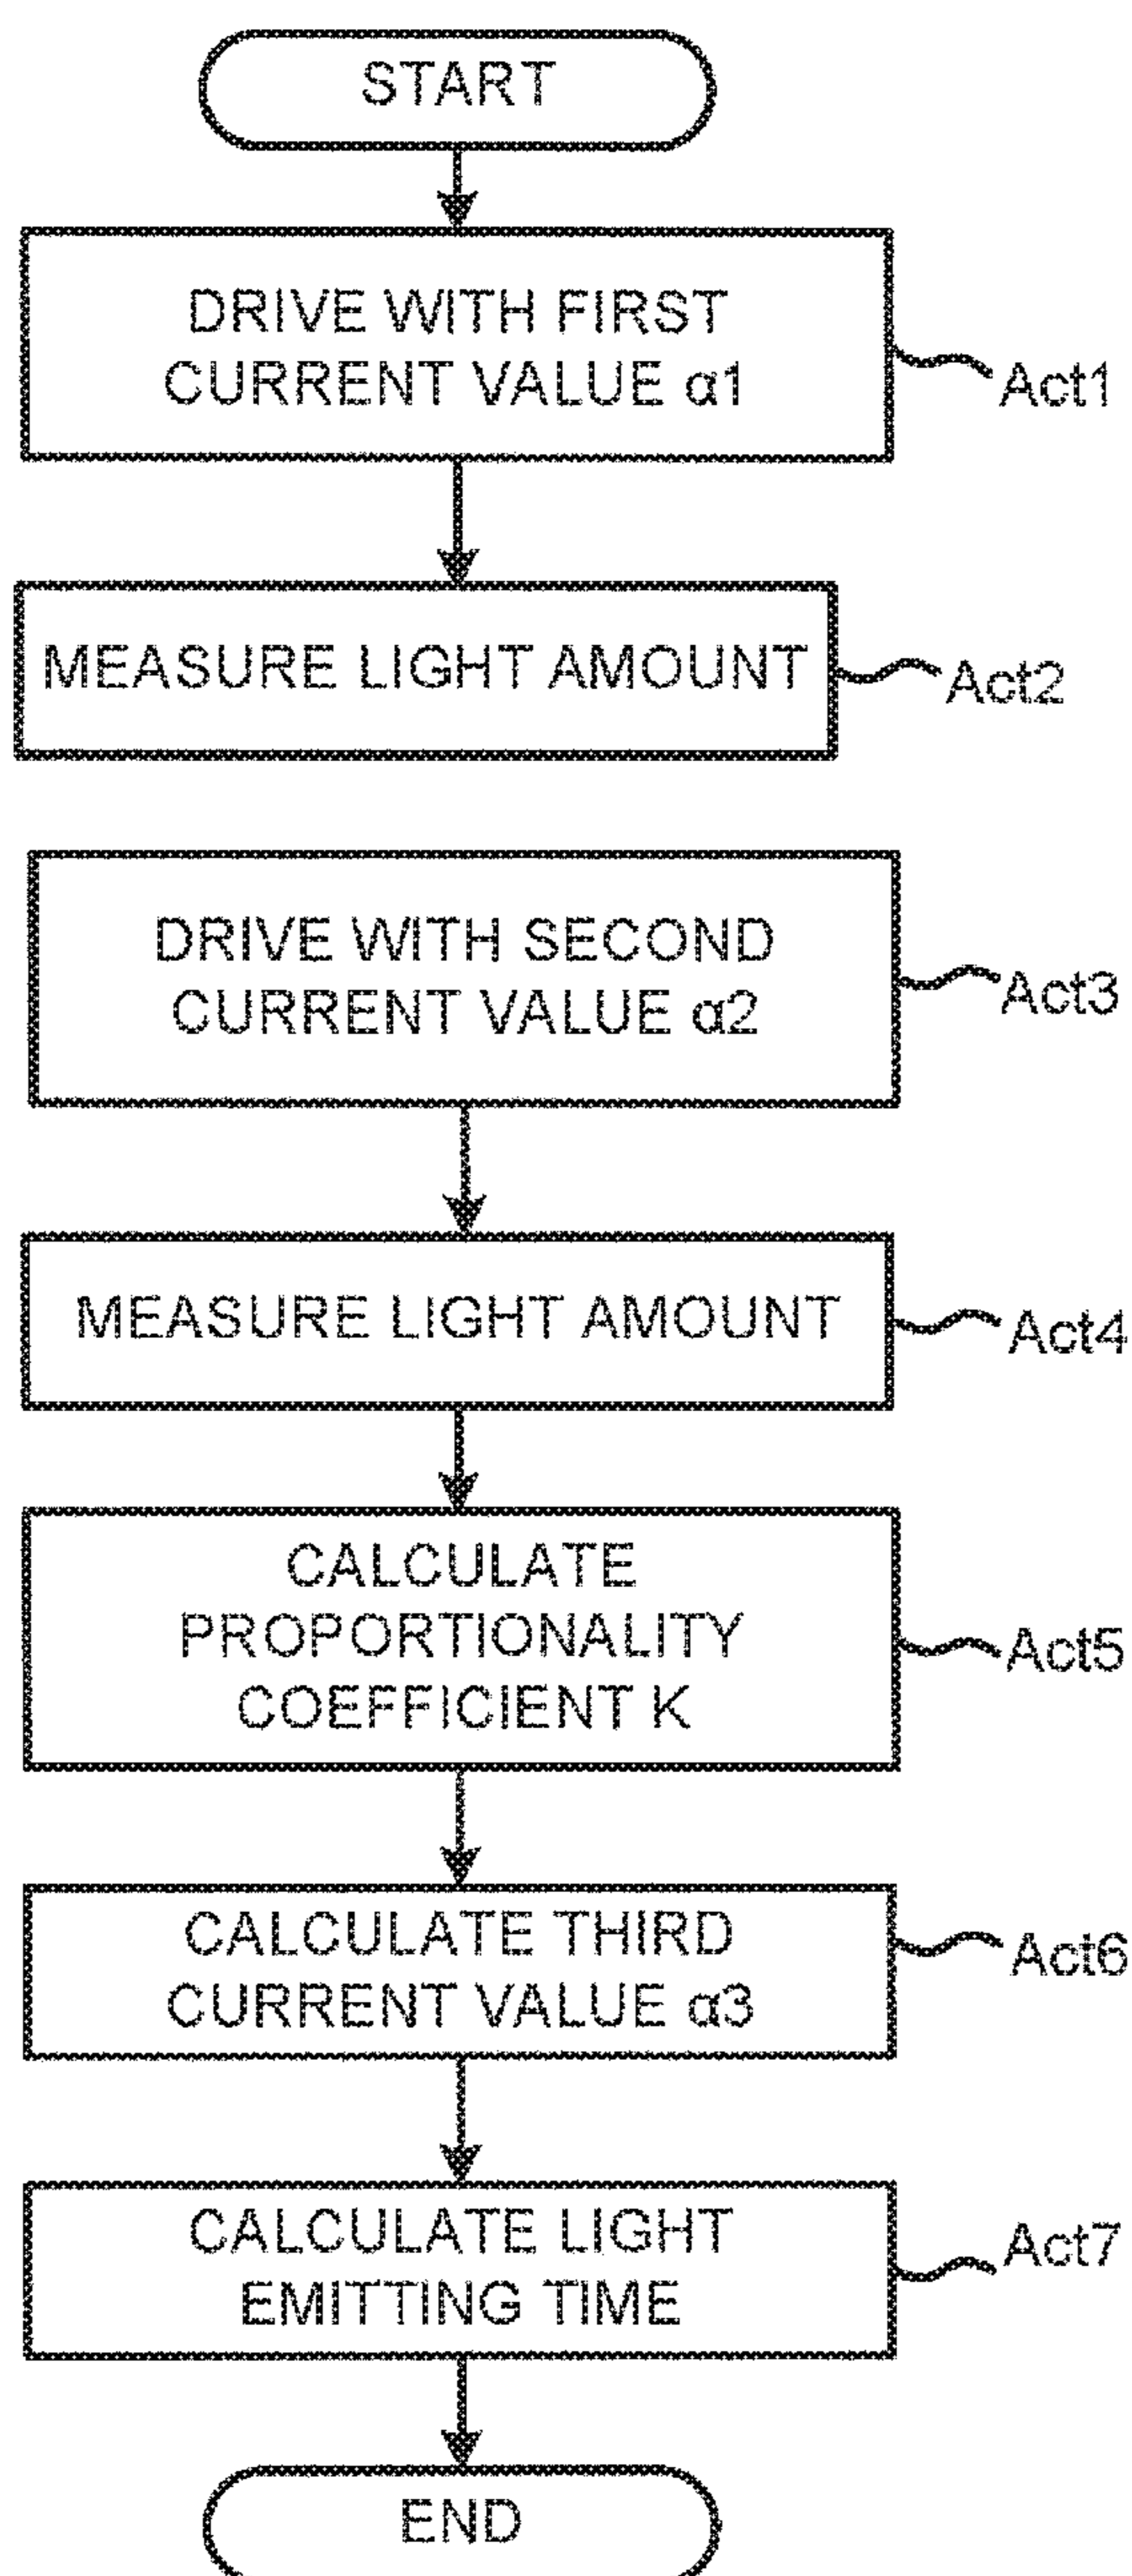 START
DRIVE WITH FIRST
CURRENT VALUE α1
Act1
MEASURE LIGHT AMOUNT
Act2
DRIVE WITH SECOND
CURRENT VALUE α2
Act3
MEASURE LIGHT AMOUNT
Act4
CALCULATE
PROPORTIONALITY
COEFFICIENT K
Act5
CALCULATE THIRD
CURRENT VALUE α3
Act6
CALCULATE LIGHT
EMITTING TIME
Act7
END